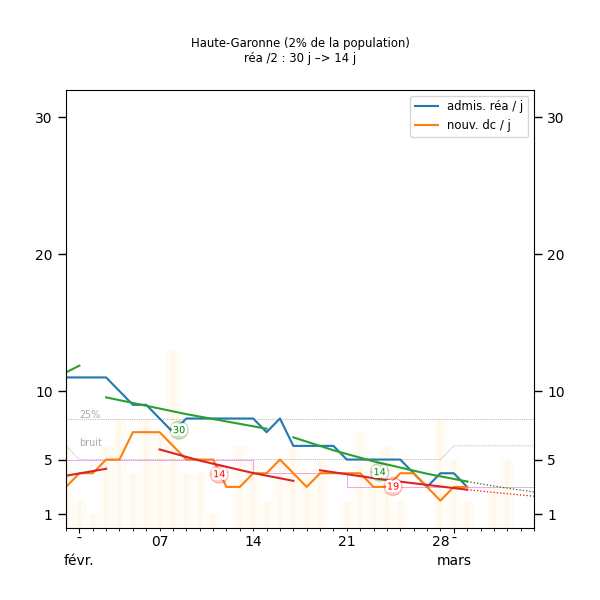 Haute-Garonne (2% de la population)
réa /2 : 30 j –> 14 j
admis. réa / j
nouv. dc / j
30 30
20 20
10 10
25%
30
bruit
5 5
14 14
19
1 1
07 14 21 28
févr. mars